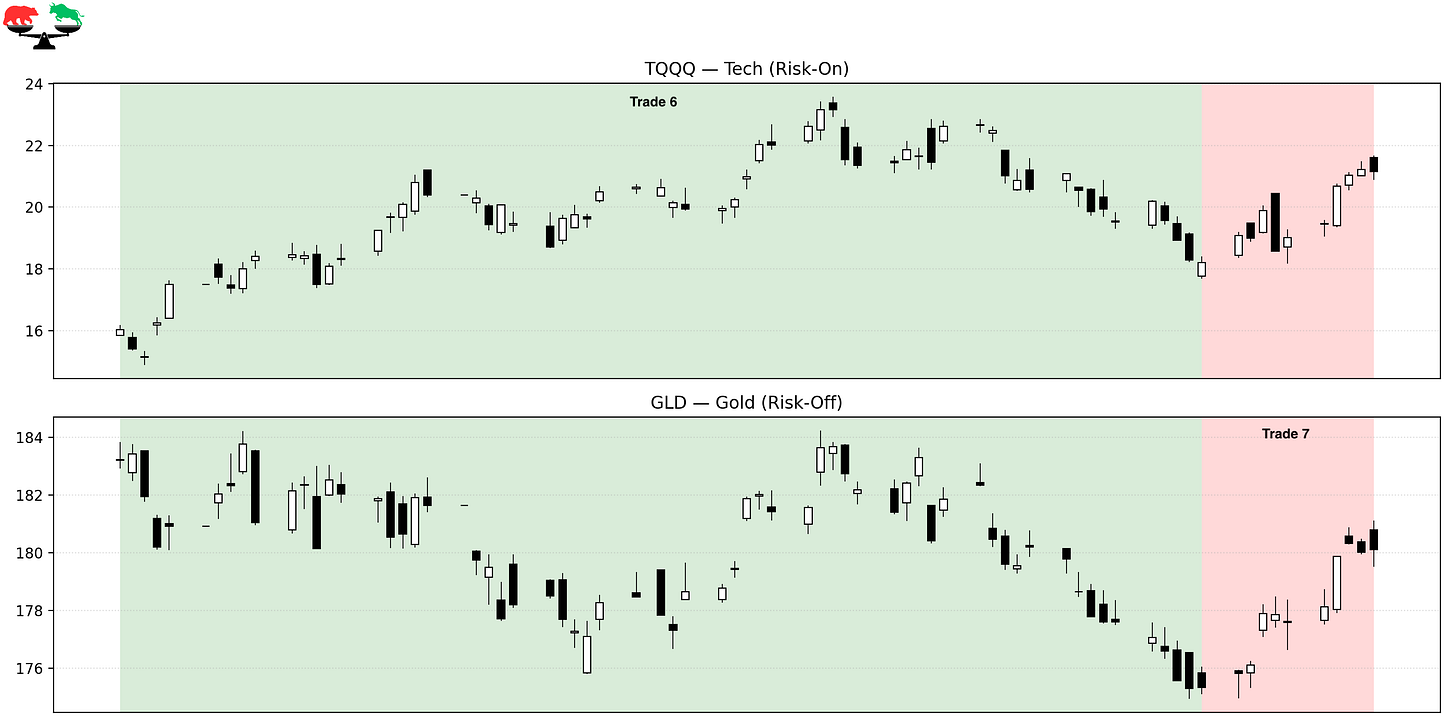 TQQQ — Tech (Risk-On)
24
Trade 6
22
20
18
16
GLD — Gold (Risk-Off)
184
Trade 7
182
180
178
176